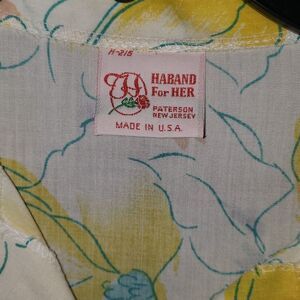 H-215
HABAND
For HER
PATERSON
NEW JERSEY
MADE IN U.S.A.